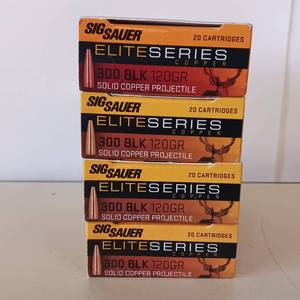 SIG SAUER
20 CARTRIDGES
ELITE SERIES
COPPER
300 BLK 120GR
SOLID COPPER PROJECTILE
SIG SAUER
20 CARTRIDGES
ELITE SERIES
COPPER
300 BLK 120GR
SOLID COPPER PROJECTILE
SIG SAUER
20 CARTRIDGES
ELITE SERIES
COPPER
300 BLK 120GR
SOLID COPPER PROJECTILE
SIG SAUER
20 CARTRIDGES
ELITE SERIES
COPPER
300 BLK 120GR
SOLID COPPER PROJECTILE